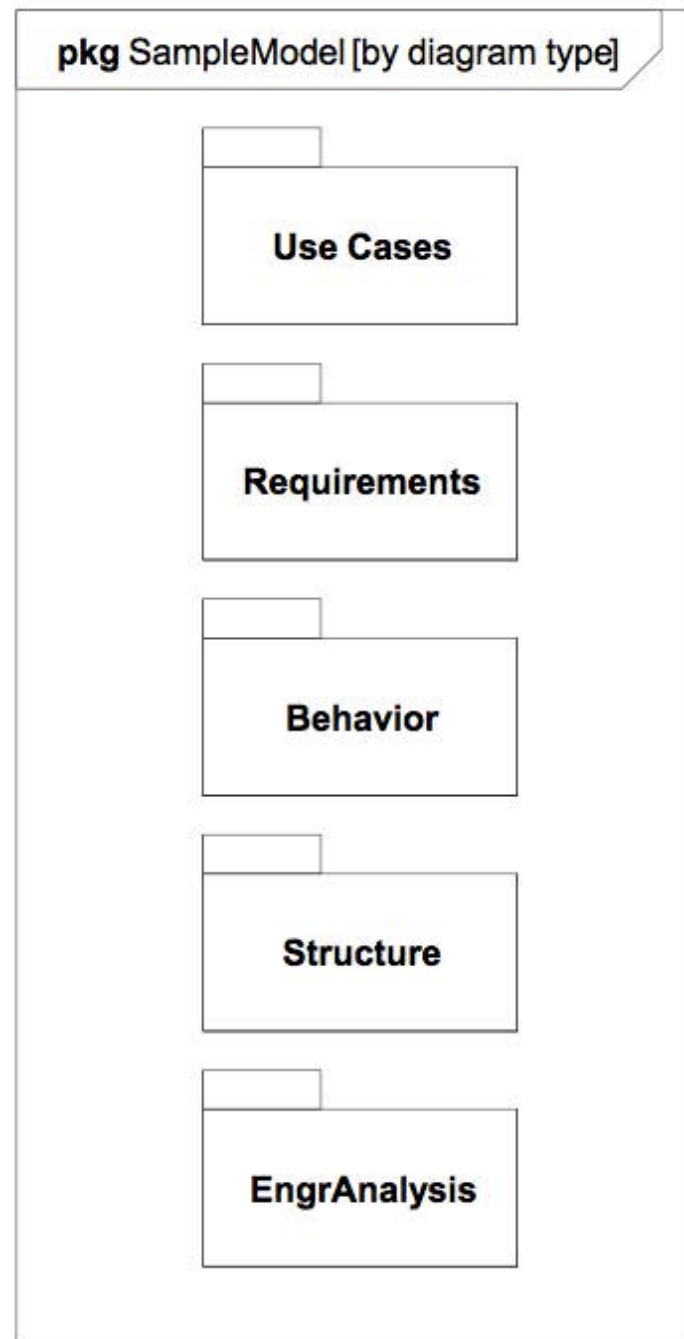 pkg SampleModel [by diagram type]
Use Cases
Requirements
Behavior
Structure
EngrAnalysis